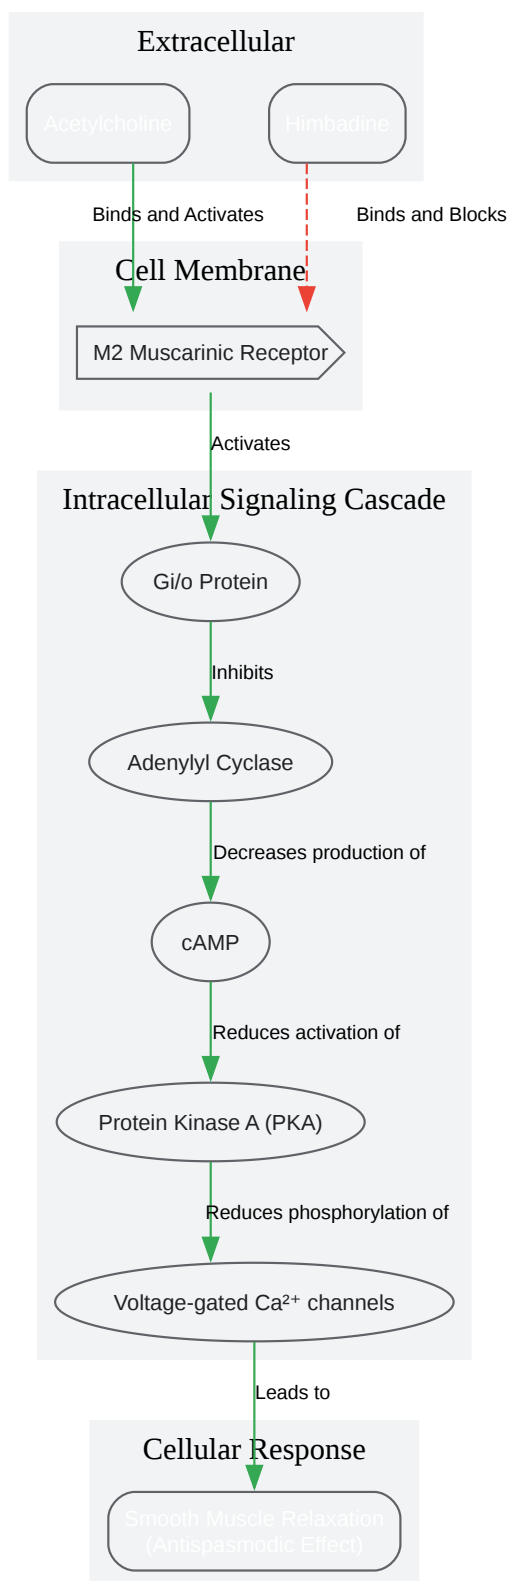 Extracellular
Acetylcholine
Himbadine
Binds and Activates
Binds and Blocks
Cell Membrane
M2 Muscarinic Receptor
Activates
Intracellular Signaling Cascade
Gi/o Protein
Inhibits
Adenylyl Cyclase
Decreases production of
cAMP
Reduces activation of
Protein Kinase A (PKA)
Reduces phosphorylation of
Voltage-gated Ca²⁺ channels
Leads to
Cellular Response
Smooth Muscle Relaxation
(Antispasmodic Effect)